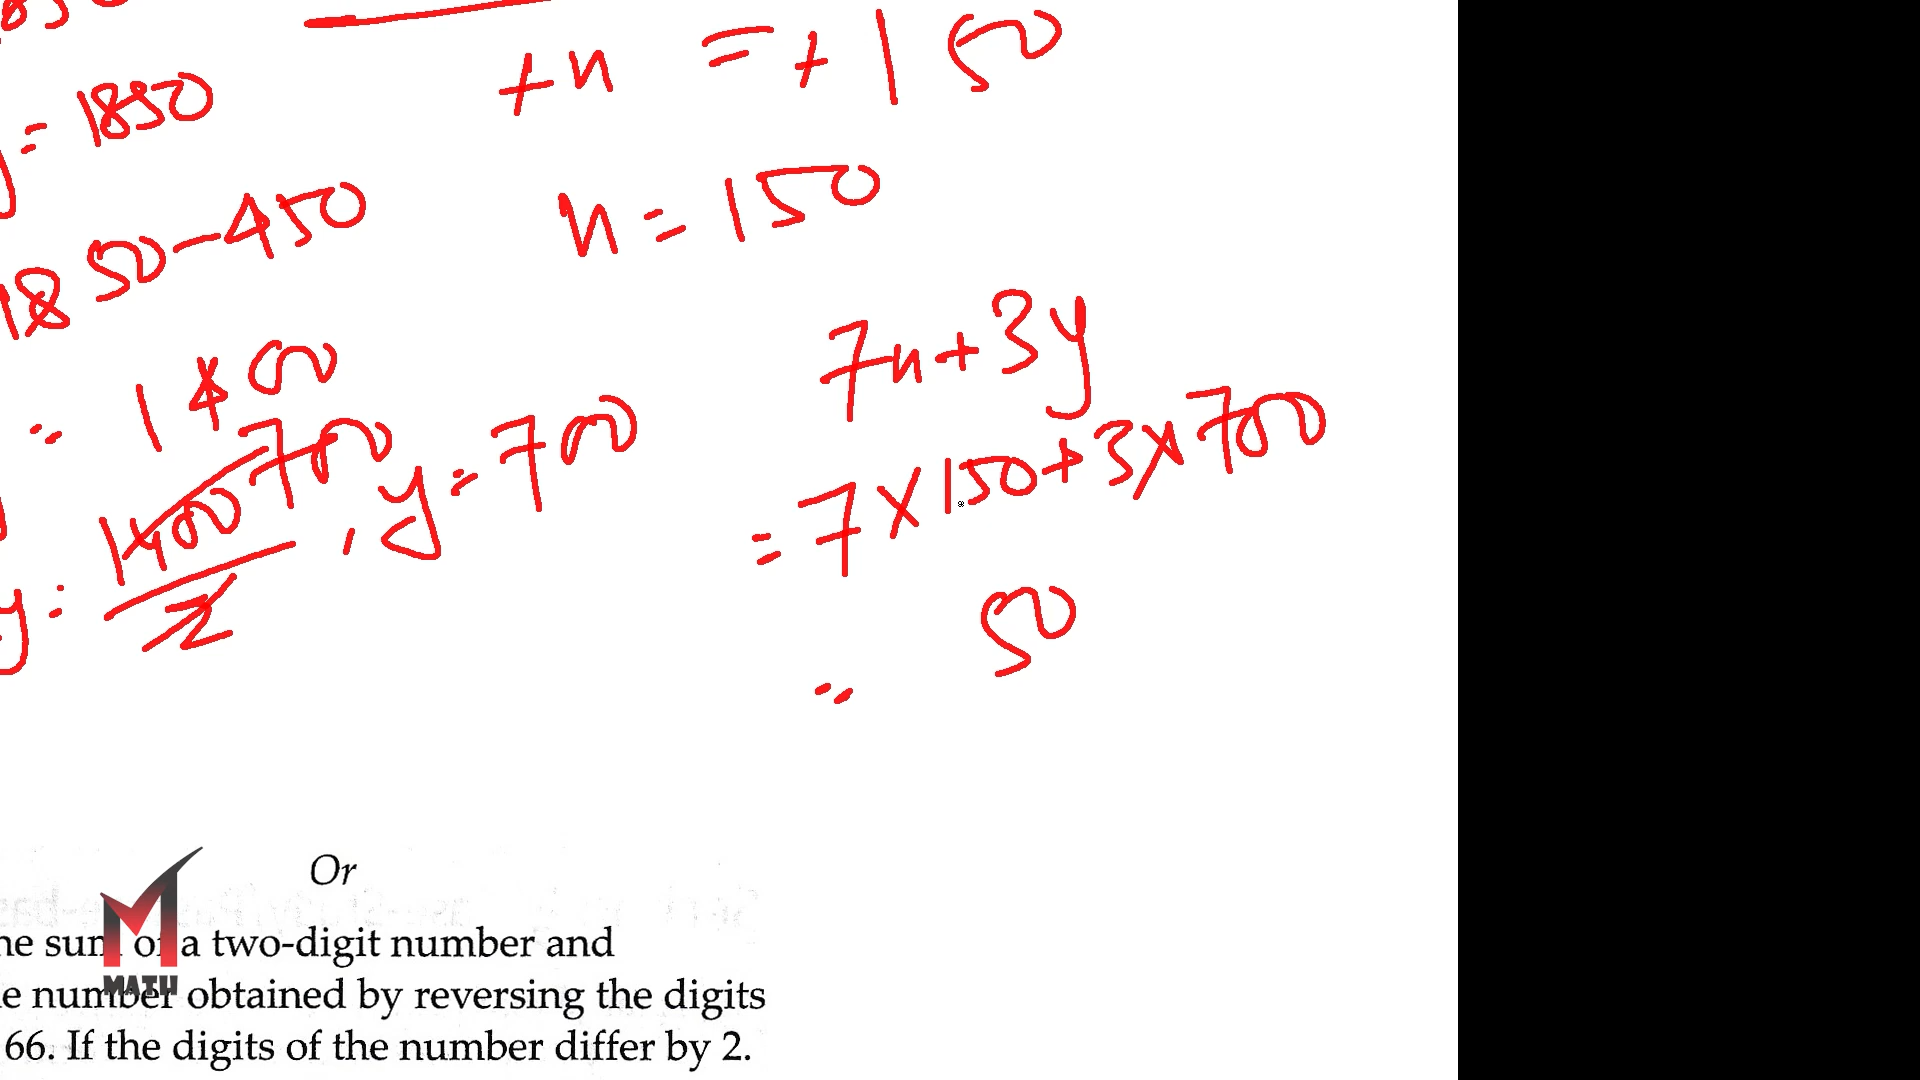 +x = +150
= 1850
x = 150
1850-450
7x+3y
= 1400
= 7×150+3×700
y = 1400/2 700 , y = 700
= 50
Or
he sum of a two-digit number and
MATH
e number obtained by reversing the digits
66. If the digits of the number differ by 2.